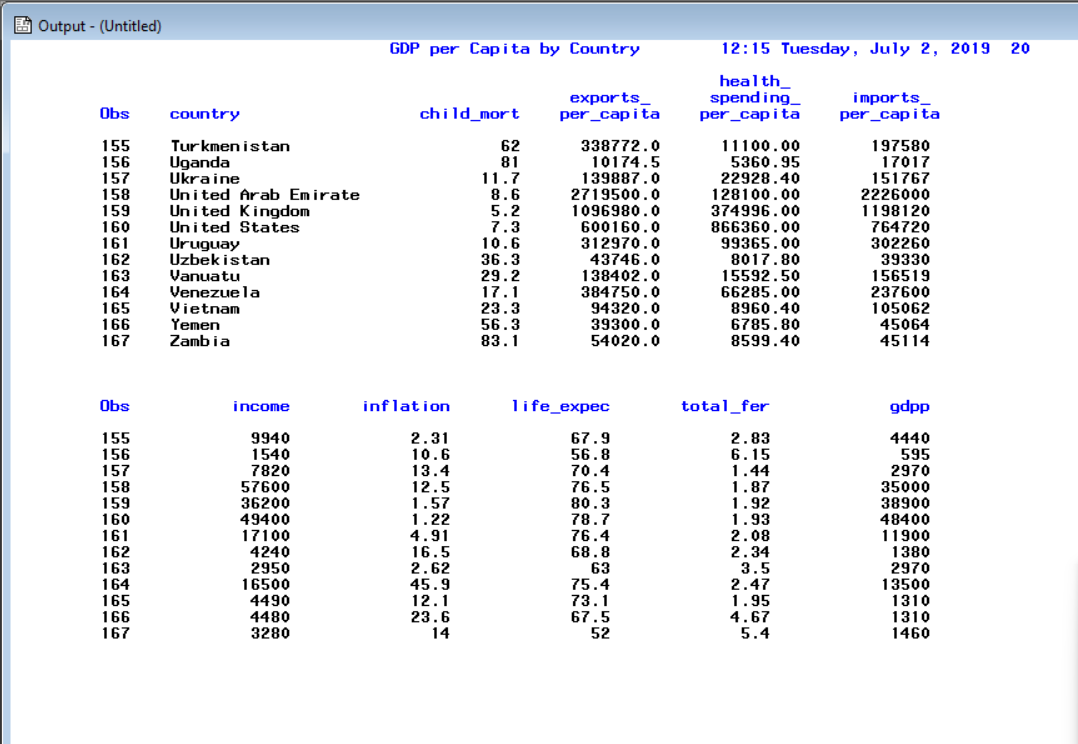 Output - (Untitled)
GDP per Capita by Country 12:15 Tuesday, July 2, 2019 20
health_
exports_ spending_ imports_
Obs country child_mort per_capita per_capita per_capita
155 Turkmenistan 62 338772.0 11100.00 197580
156 Uganda 81 10174.5 5360.95 17017
157 Ukraine 11.7 139887.0 22928.40 151767
158 United Arab Emirate 8.6 2719500.0 128100.00 2226000
159 United Kingdom 5.2 1096980.0 374996.00 1198120
160 United States 7.3 600160.0 866360.00 764720
161 Uruguay 10.6 312970.0 99365.00 302260
162 Uzbekistan 36.3 43746.0 8017.80 39330
163 Vanuatu 29.2 138402.0 15592.50 156519
164 Venezuela 17.1 384750.0 66285.00 237600
165 Vietnam 23.3 94320.0 8960.40 105062
166 Yemen 56.3 39300.0 6785.80 45064
167 Zambia 83.1 54020.0 8599.40 45114
Obs income inflation life_expec total_fer gdpp
155 9940 2.31 67.9 2.83 4440
156 1540 10.6 56.8 6.15 595
157 7820 13.4 70.4 1.44 2970
158 57600 12.5 76.5 1.87 35000
159 36200 1.57 80.3 1.92 38900
160 49400 1.22 78.7 1.93 48400
161 17100 4.91 76.4 2.08 11900
162 4240 16.5 68.8 2.34 1380
163 2950 2.62 63 3.5 2970
164 16500 45.9 75.4 2.47 13500
165 4490 12.1 73.1 1.95 1310
166 4480 23.6 67.5 4.67 1310
167 3280 14 52 5.4 1460